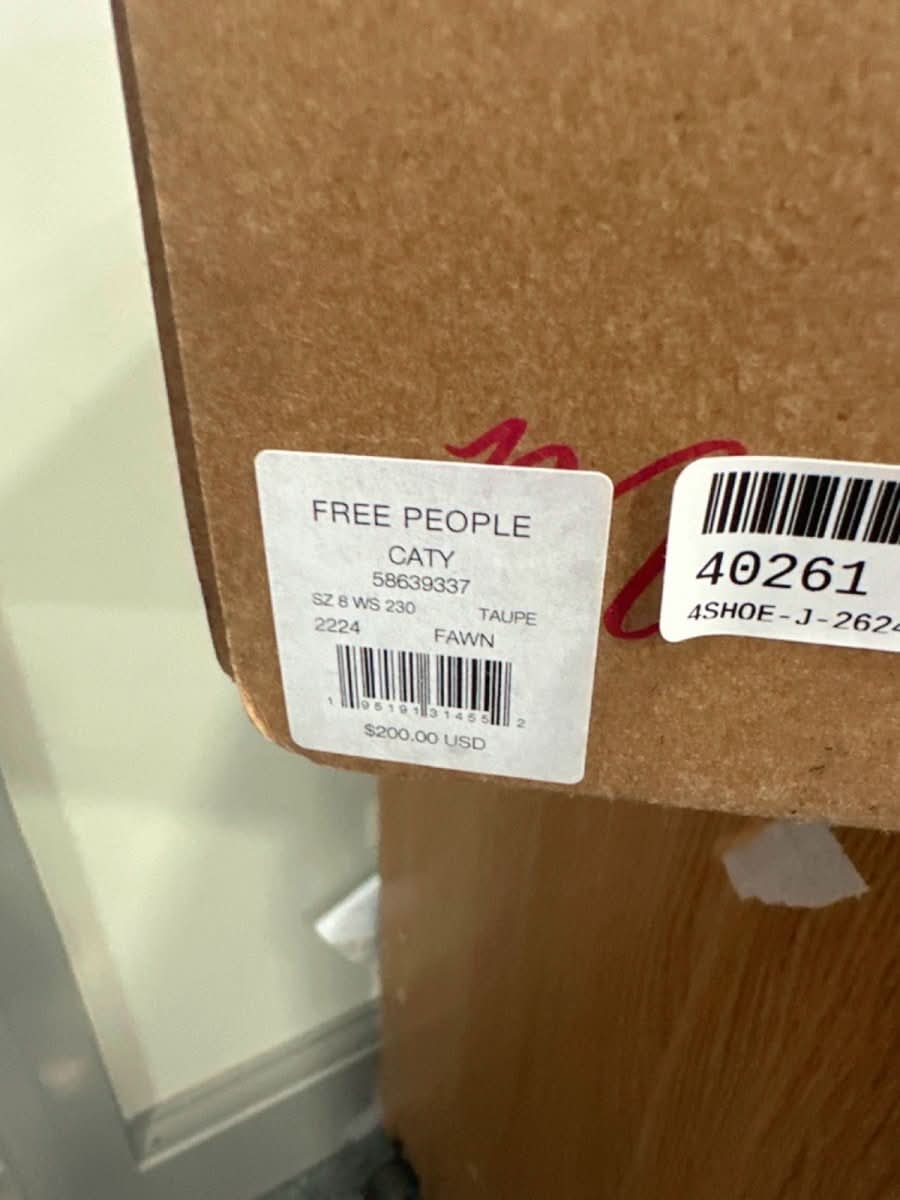 FREE PEOPLE
CATY
58639337
SZ 8 WS 230 TAUPE
2224 FAWN
1 95191 31455 2
$200.00 USD
40261
4SHOE-J-2624